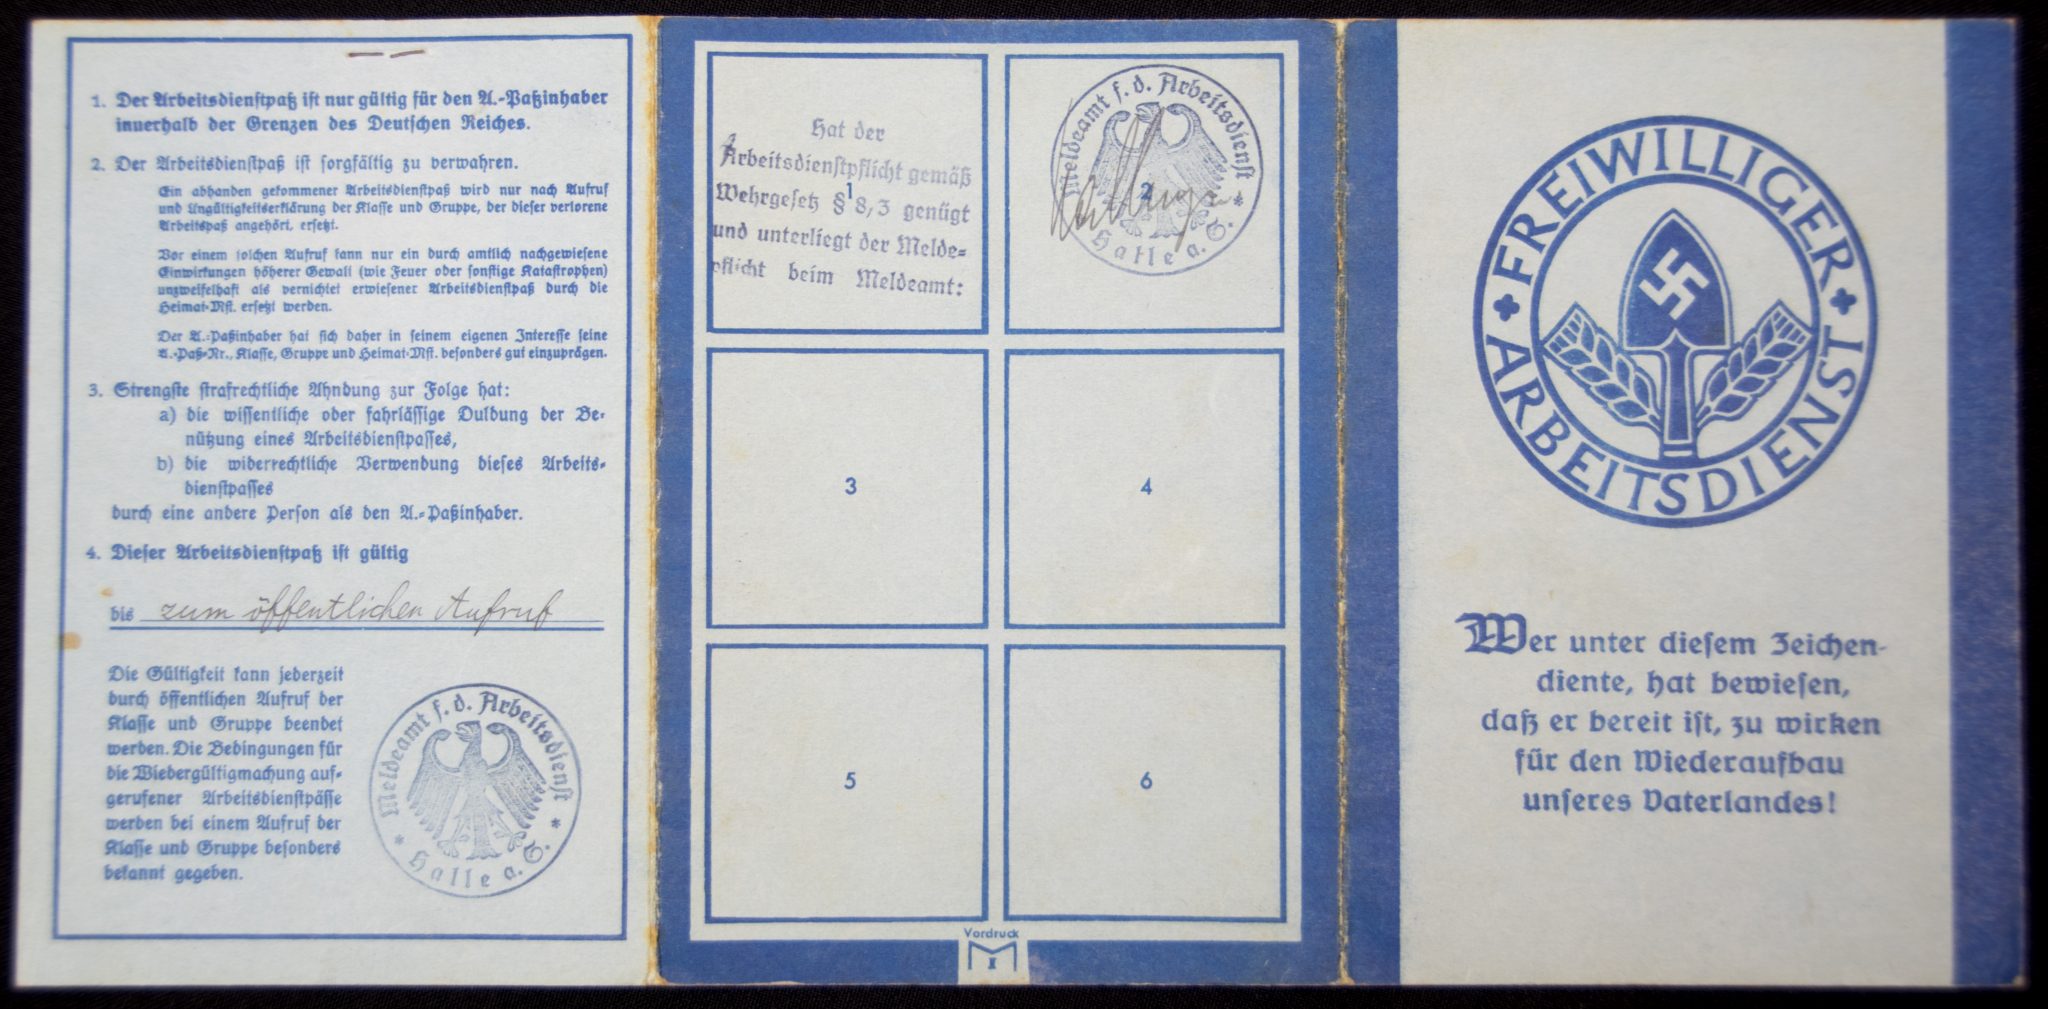 1. Der Arbeitsdienstpaß ist nur gültig für den A.-Paßinhaber
innerhalb der Grenzen des Deutschen Reiches.
2. Der Arbeitsdienstpaß ist sorgfältig zu verwahren.
Ein abhanden gekommener Arbeitsdienstpaß wird nur nach Aufruf
und Ungültigkeitserklärung der Klasse und Gruppe, der dieser verlorene
Arbeitspaß angehört, ersetzt.
Vor einem solchen Aufruf kann nur ein durch amtlich nachgewiesene
Einwirkungen höherer Gewalt (wie Feuer oder sonstige Katastrophen)
unzweifelhaft als vernichtet erwiesener Arbeitsdienstpaß durch die
Heimat-Mst. ersetzt werden.
Der A.-Paßinhaber hat sich daher in seinem eigenen Interesse seine
A.-Paß-Nr., Klasse, Gruppe und Heimat-Mst. besonders gut einzuprägen.
3. Strengste strafrechtliche Ahndung zur Folge hat:
a) die wissentliche oder fahrlässige Duldung der Be-
nützung eines Arbeitsdienstpasses,
b) die widerrechtliche Verwendung dieses Arbeits-
dienstpasses
durch eine andere Person als den A.-Paßinhaber.
4. Dieser Arbeitsdienstpaß ist gültig
bis zum öffentlichen Aufruf
Die Gültigkeit kann jederzeit
durch öffentlichen Aufruf der
Klasse und Gruppe beendet
werden. Die Bedingungen für
die Wiedergültigmachung auf-
gerufener Arbeitsdienstpässe
werden bei einem Aufruf der
Klasse und Gruppe besonders
bekannt gegeben.
Meldeamt f. d. Arbeitsdienst
* Halle a. S. *
Hat der
Arbeitsdienstpflicht gemäß
Wehrgesetz § 8,3 genügt
und unterliegt der Melde-
pflicht beim Meldeamt:
1
Meldeamt f. d. Arbeitsdienst
Halle a. S. *
2
3
4
5
6
Vordruck
M
I
FREIWILLIGER
ARBEITSDIENST
Wer unter diesem Zeichen-
diente, hat bewiesen,
daß er bereit ist, zu wirken
für den Wiederaufbau
unseres Vaterlandes!